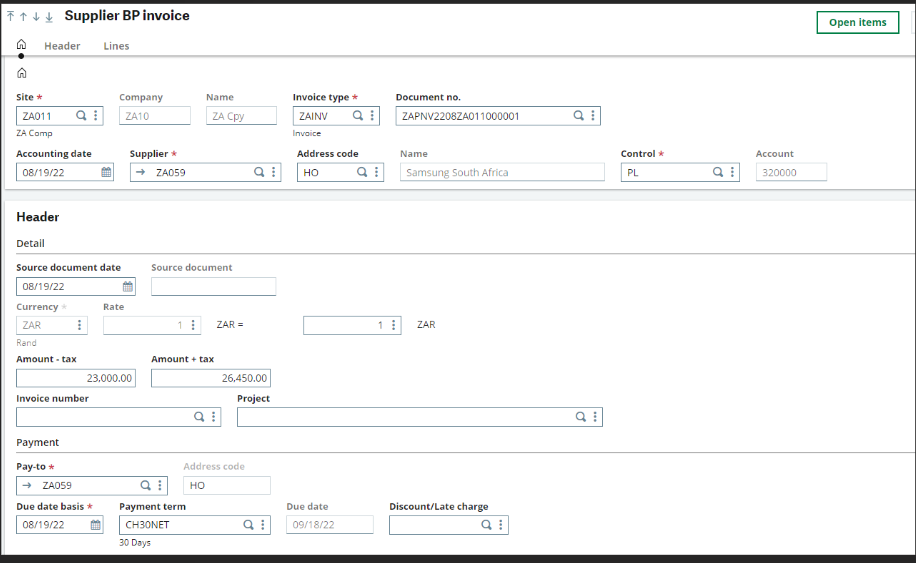 Supplier BP invoice
Open items
Header Lines
Site * Company Name Invoice type * Document no.
ZA011 ZA10 ZA Cpy ZAINV ZAPNV2208ZA011000001
ZA Comp Invoice
Accounting date Supplier * Address code Name Control * Account
08/19/22 ZA059 HO Samsung South Africa PL 320000
Header
Detail
Source document date Source document
08/19/22
Currency * Rate
ZAR 1 ZAR = 1 ZAR
Rand
Amount - tax Amount + tax
23,000.00 26,450.00
Invoice number Project
Payment
Pay-to * Address code
ZA059 HO
Due date basis * Payment term Due date Discount/Late charge
08/19/22 CH30NET 09/18/22
30 Days